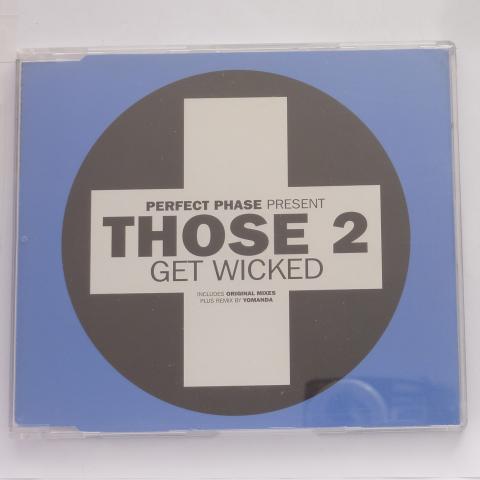 PERFECT PHASE PRESENT
THOSE 2
GET WICKED
INCLUDES ORIGINAL MIXES
PLUS REMIX BY YOMANDA